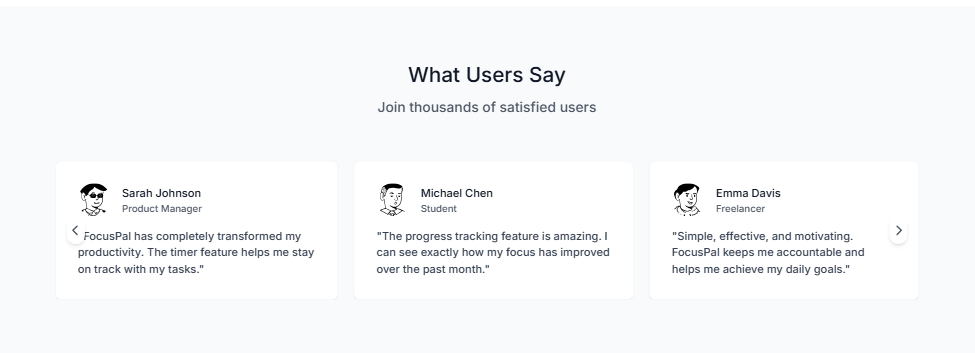 What Users Say
Join thousands of satisfied users
Sarah Johnson
Product Manager
FocusPal has completely transformed my
productivity. The timer feature helps me stay
on track with my tasks."
Michael Chen
Student
"The progress tracking feature is amazing. I
can see exactly how my focus has improved
over the past month."
Emma Davis
Freelancer
"Simple, effective, and motivating.
FocusPal keeps me accountable and
helps me achieve my daily goals."